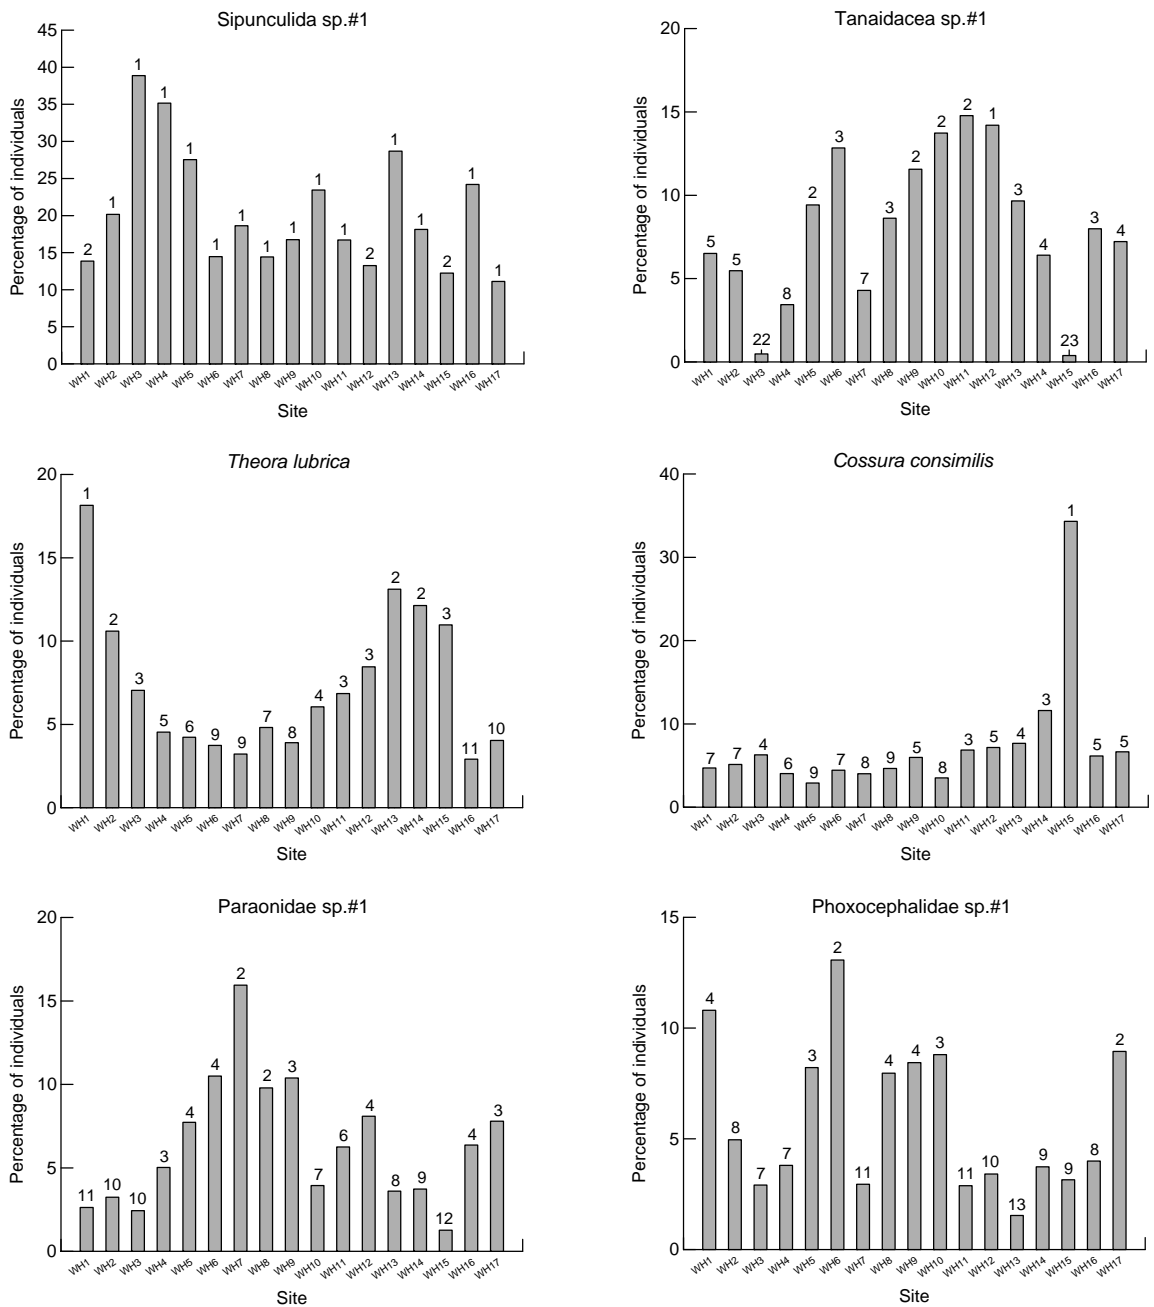 Sipunculida sp.#1
45
40
35
30
25
20
15
10
5
0
Percentage of individuals
2 1 1 1 1 1 1 1 1 1 1 2 1 1 2 1 1
WH1 WH2 WH3 WH4 WH5 WH6 WH7 WH8 WH9 WH10 WH11 WH12 WH13 WH14 WH15 WH16 WH17
Site
Tanaidacea sp.#1
20
15
10
5
0
Percentage of individuals
5 5 22 8 2 3 7 3 2 2 2 1 3 4 23 3 4
WH1 WH2 WH3 WH4 WH5 WH6 WH7 WH8 WH9 WH10 WH11 WH12 WH13 WH14 WH15 WH16 WH17
Site
Theora lubrica
20
15
10
5
0
Percentage of individuals
1 2 3 5 6 9 9 7 8 4 3 3 2 2 3 11 10
WH1 WH2 WH3 WH4 WH5 WH6 WH7 WH8 WH9 WH10 WH11 WH12 WH13 WH14 WH15 WH16 WH17
Site
Cossura consimilis
40
30
20
10
0
Percentage of individuals
7 7 4 6 9 7 8 9 5 8 3 5 4 3 1 5 5
WH1 WH2 WH3 WH4 WH5 WH6 WH7 WH8 WH9 WH10 WH11 WH12 WH13 WH14 WH15 WH16 WH17
Site
Paraonidae sp.#1
20
15
10
5
0
Percentage of individuals
11 10 10 3 4 4 2 2 3 7 6 4 8 9 12 4 3
WH1 WH2 WH3 WH4 WH5 WH6 WH7 WH8 WH9 WH10 WH11 WH12 WH13 WH14 WH15 WH16 WH17
Site
Phoxocephalidae sp.#1
15
10
5
0
Percentage of individuals
4 8 7 7 3 2 11 4 4 3 11 10 13 9 9 8 2
WH1 WH2 WH3 WH4 WH5 WH6 WH7 WH8 WH9 WH10 WH11 WH12 WH13 WH14 WH15 WH16 WH17
Site